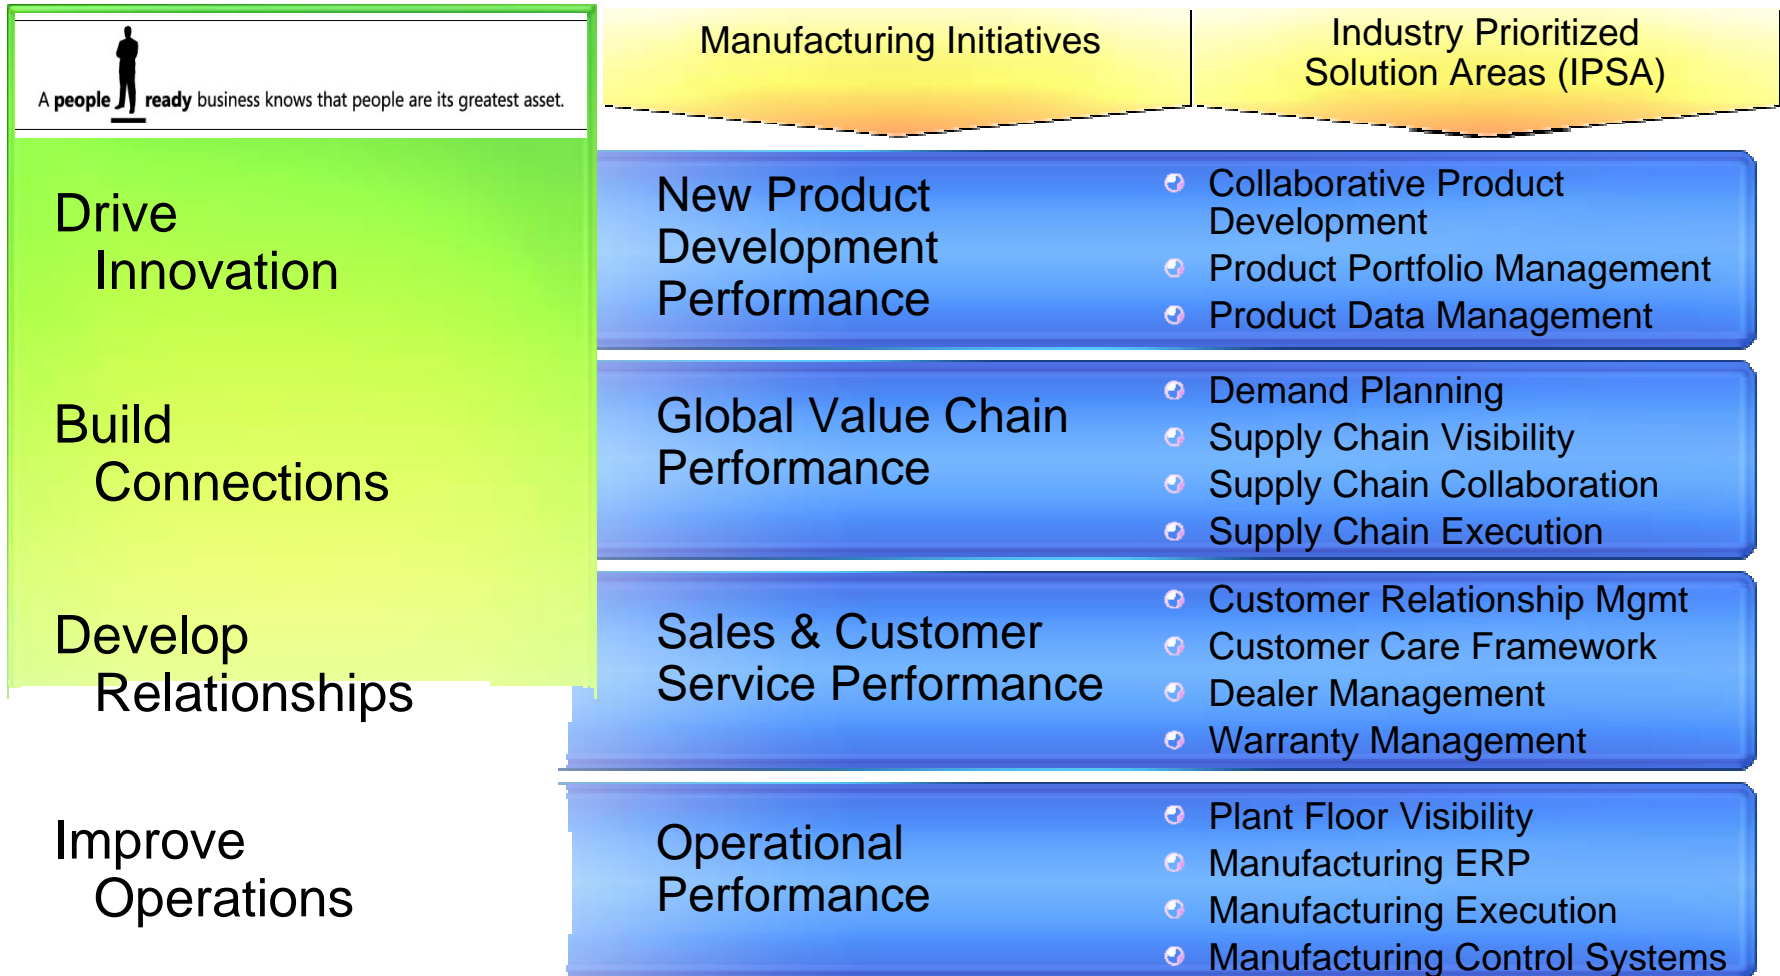 A people ready business knows that people are its greatest asset.
Manufacturing Initiatives
Industry Prioritized
Solution Areas (IPSA)
Drive
Innovation
New Product
Development
Performance
Collaborative Product
Development
Product Portfolio Management
Product Data Management
Build
Connections
Global Value Chain
Performance
Demand Planning
Supply Chain Visibility
Supply Chain Collaboration
Supply Chain Execution
Develop
Relationships
Sales & Customer
Service Performance
Customer Relationship Mgmt
Customer Care Framework
Dealer Management
Warranty Management
Improve
Operations
Operational
Performance
Plant Floor Visibility
Manufacturing ERP
Manufacturing Execution
Manufacturing Control Systems